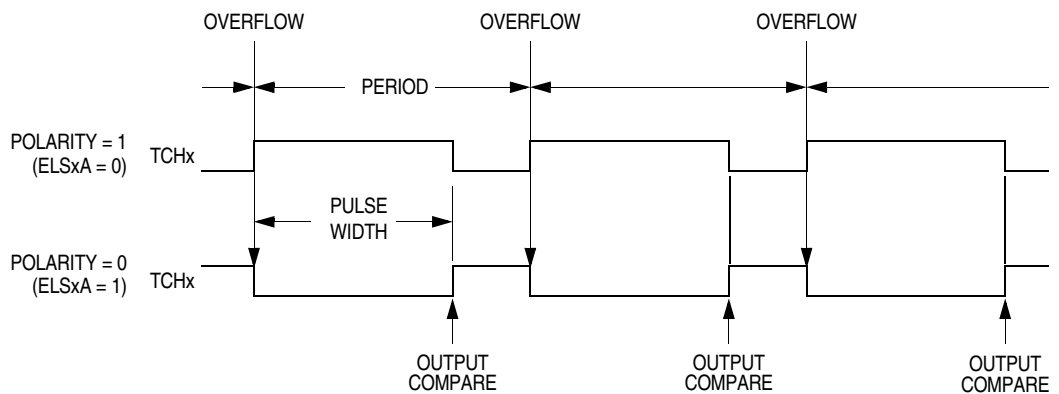 OVERFLOW
OVERFLOW
OVERFLOW
PERIOD
POLARITY = 1
(ELSxA = 0)
TCHx
PULSE
WIDTH
POLARITY = 0
(ELSxA = 1)
TCHx
OUTPUT
COMPARE
OUTPUT
COMPARE
OUTPUT
COMPARE